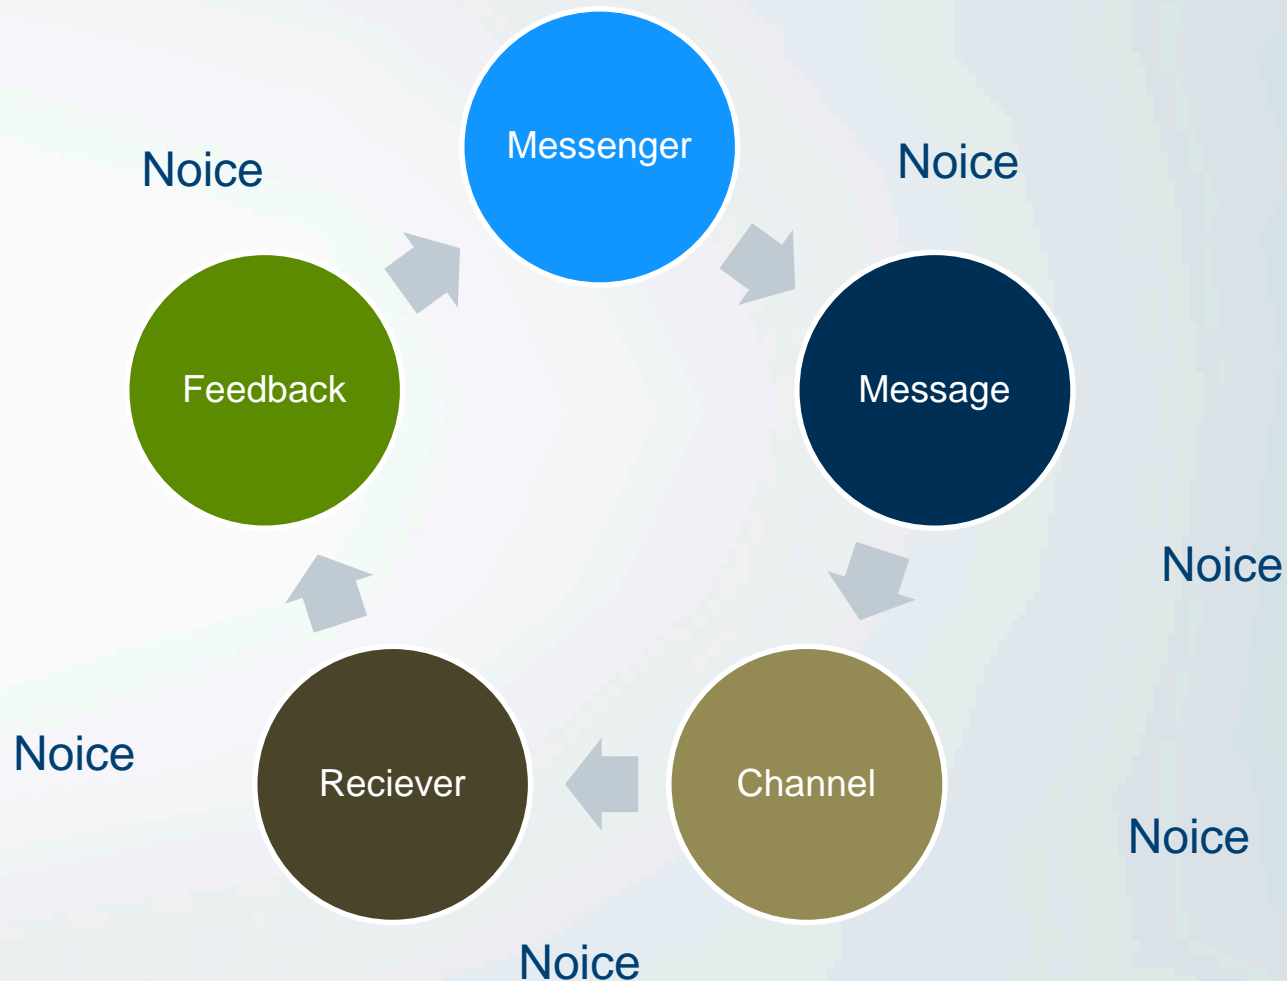 Messenger
Noice
Noice
Feedback
Message
Noice
Noice
Reciever
Channel
Noice
Noice